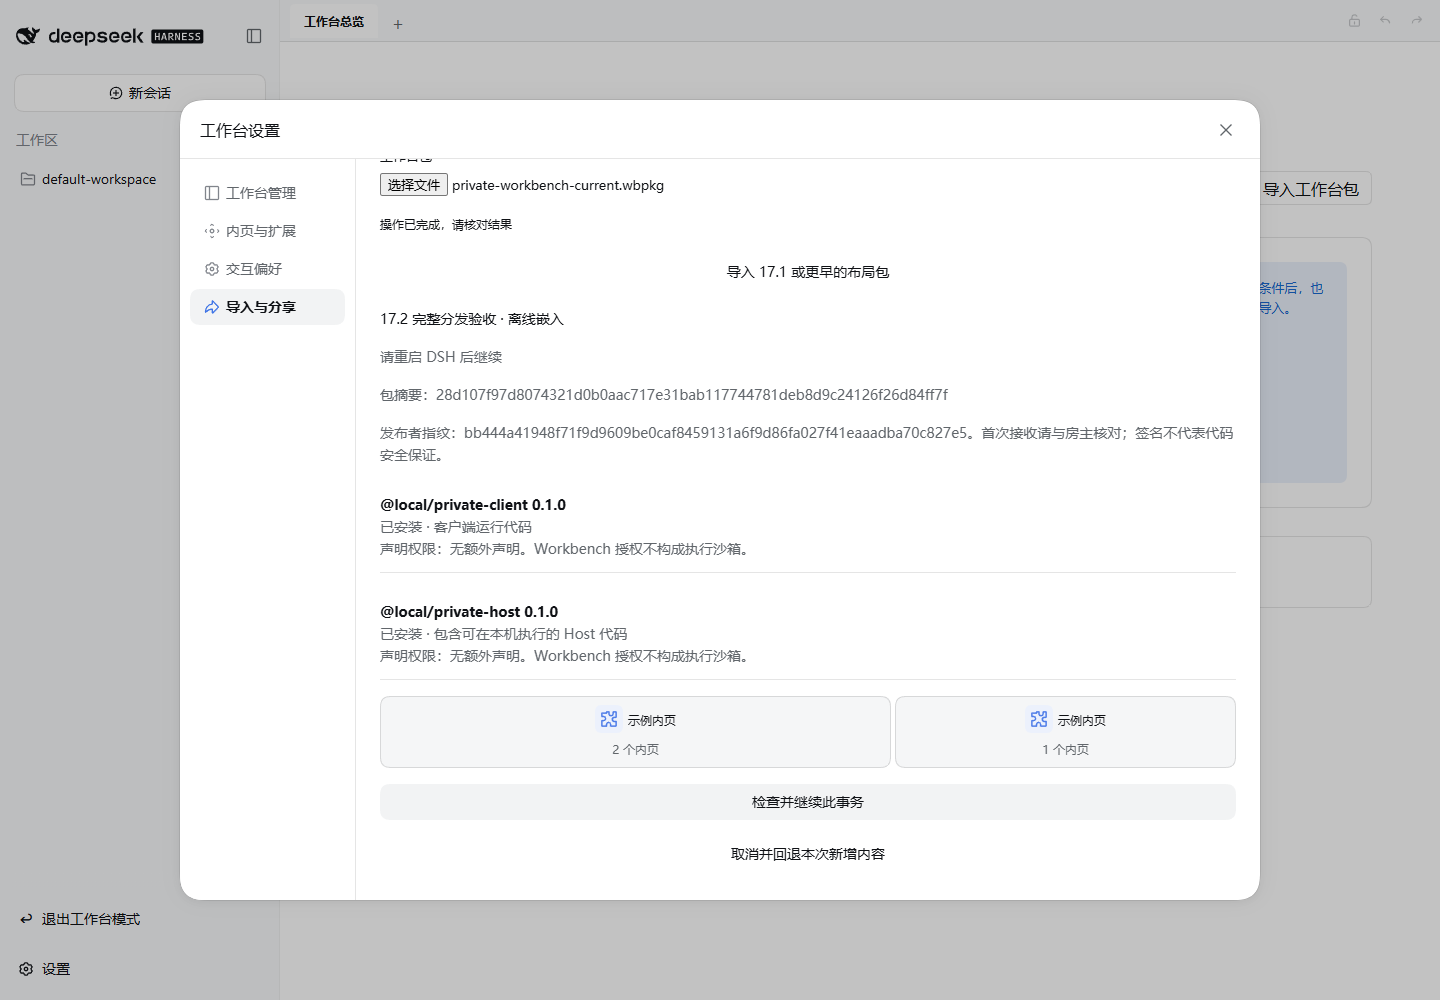 deepseek HARNESS
工作台总览
新会话
工作区
default-workspace
退出工作台模式
设置
导入工作台包
条件后，也
导入。
工作台设置
工作台管理
内页与扩展
交互偏好
导入与分享
工作台包
选择文件 private-workbench-current.wbpkg
操作已完成，请核对结果
导入 17.1 或更早的布局包
17.2 完整分发验收 · 离线嵌入
请重启 DSH 后继续
包摘要：28d107f97d8074321d0b0aac717e31bab117744781deb8d9c24126f26d84ff7f
发布者指纹：bb444a41948f71f9d9609be0caf8459131a6f9d86fa027f41eaaadba70c827e5。首次接收请与房主核对；签名不代表代码
安全保证。
@local/private-client 0.1.0
已安装 · 客户端运行代码
声明权限：无额外声明。Workbench 授权不构成执行沙箱。
@local/private-host 0.1.0
已安装 · 包含可在本机执行的 Host 代码
声明权限：无额外声明。Workbench 授权不构成执行沙箱。
示例内页
2 个内页
示例内页
1 个内页
检查并继续此事务
取消并回退本次新增内容